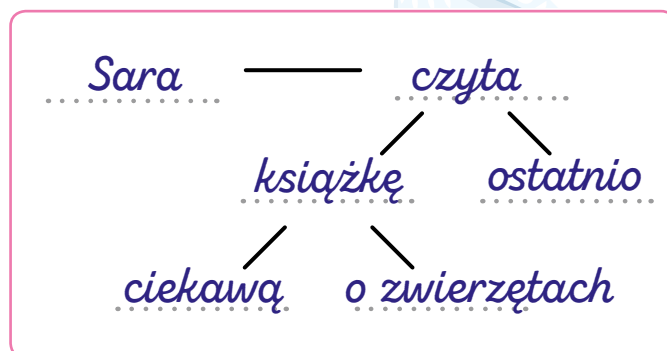 Sara czyta
książkę ostatnio
ciekawą o zwierzętach